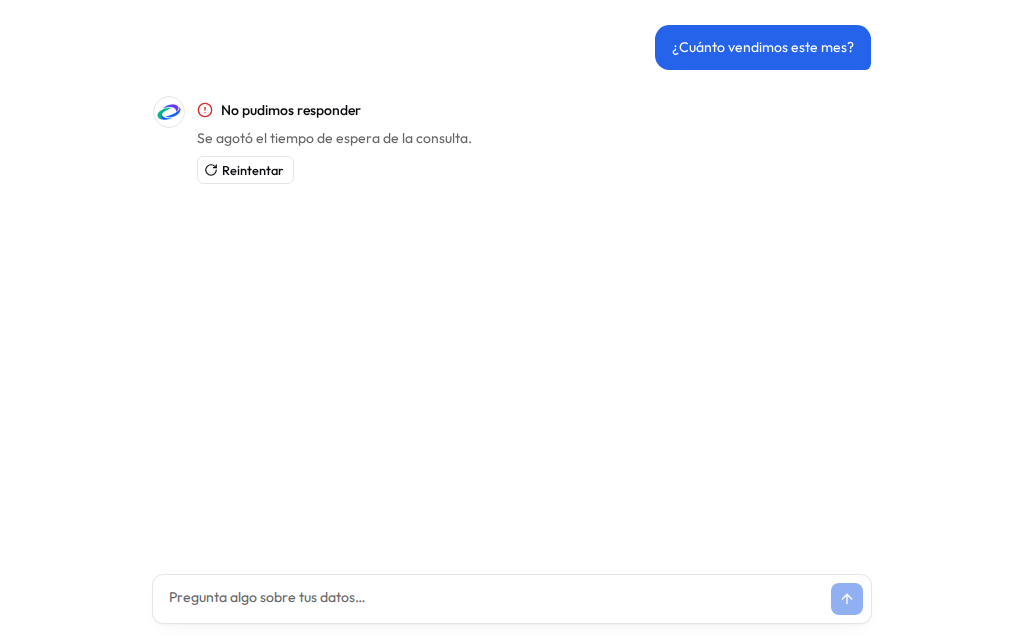 ¿Cuánto vendimos este mes?
No pudimos responder
Se agotó el tiempo de espera de la consulta.
Reintentar
Pregunta algo sobre tus datos…